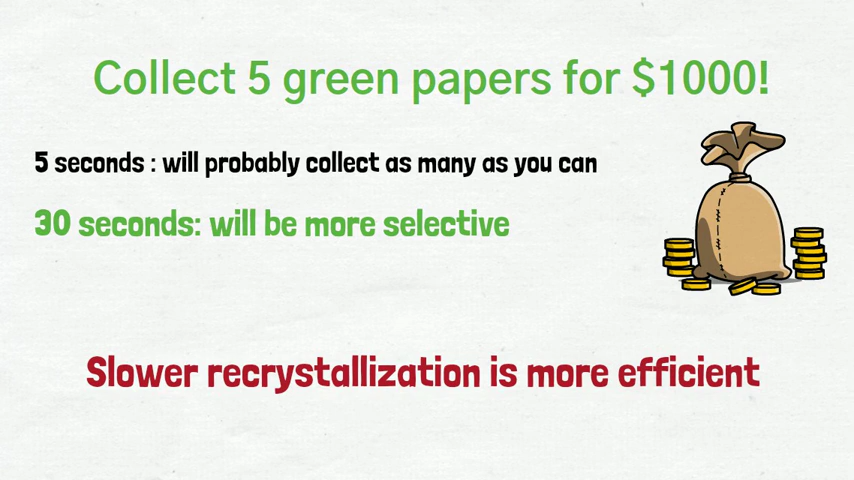 Collect 5 green papers for $1000!
5 seconds : will probably collect as many as you can
30 seconds: will be more selective
Slower recrystallization is more efficient